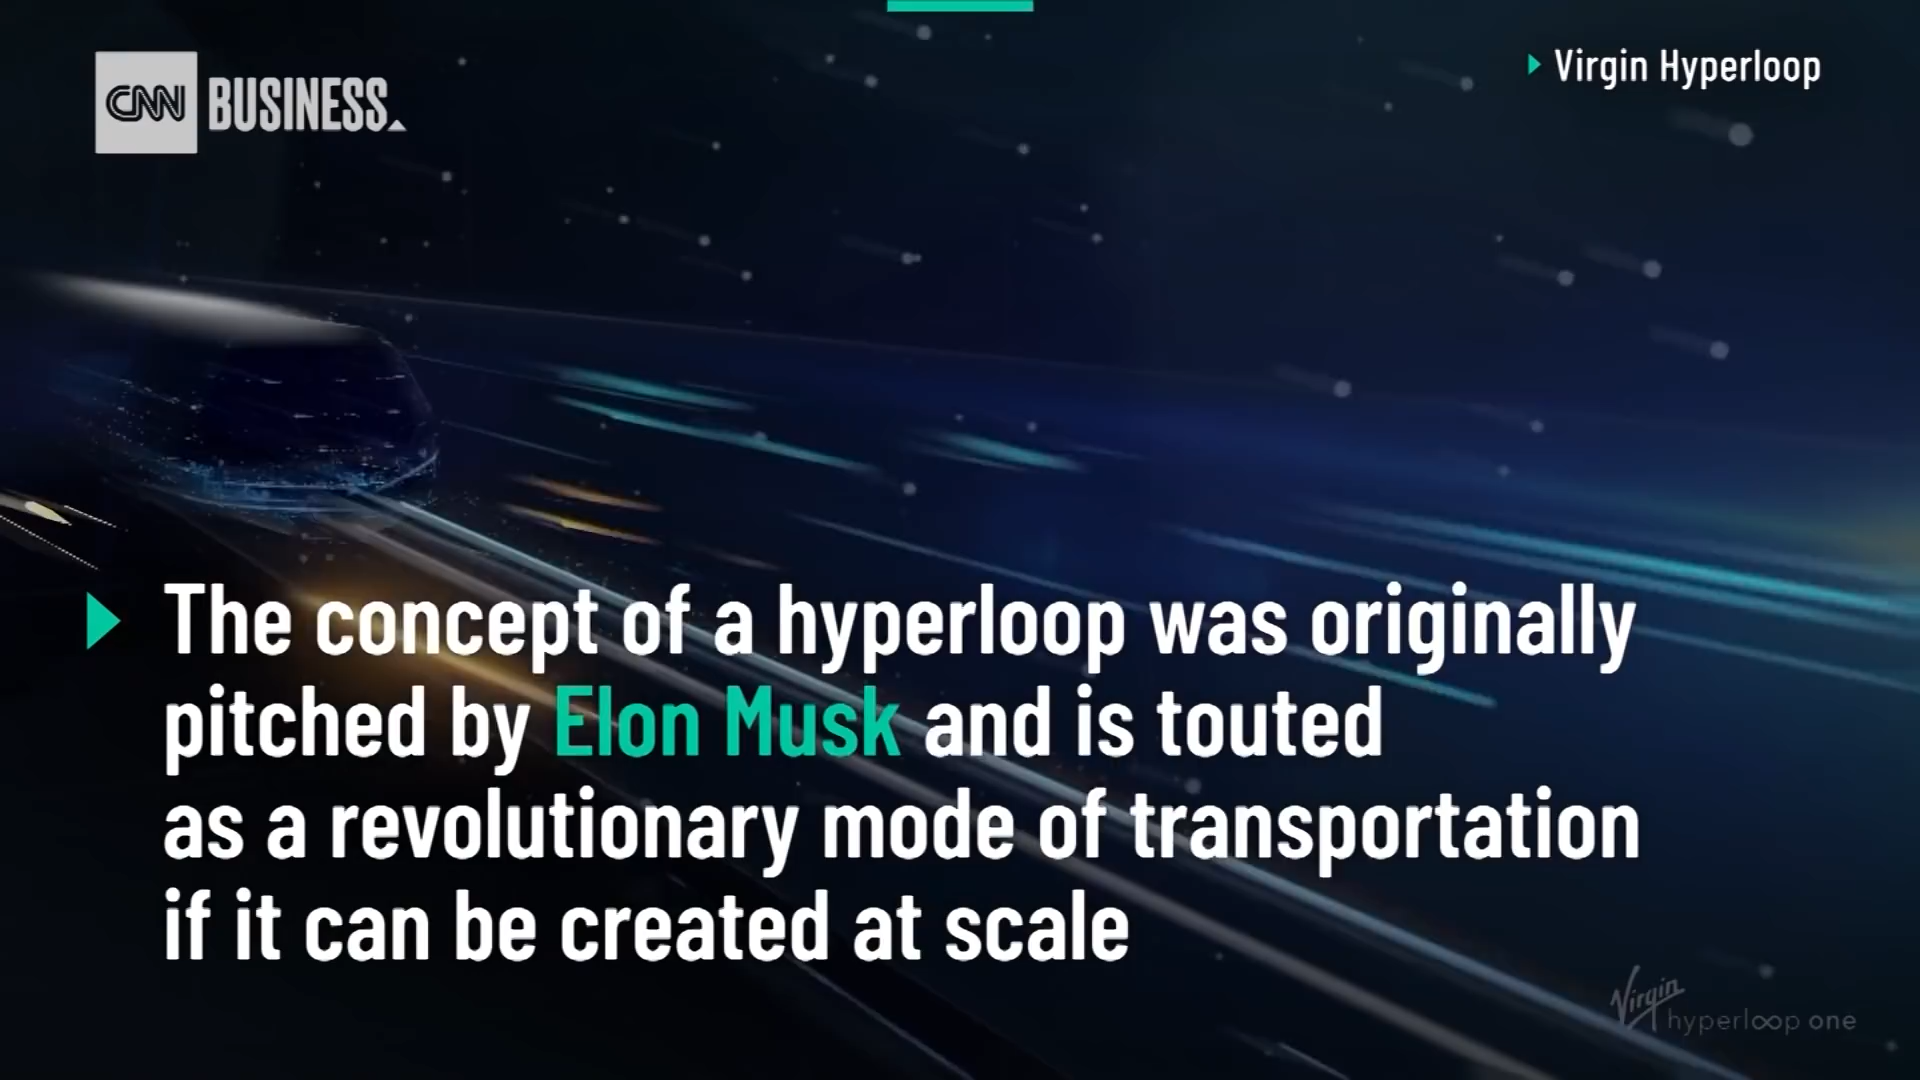 CNN BUSINESS
Virgin Hyperloop
The concept of a hyperloop was originally
pitched by Elon Musk and is touted
as a revolutionary mode of transportation
if it can be created at scale
Virgin
hyperloop one